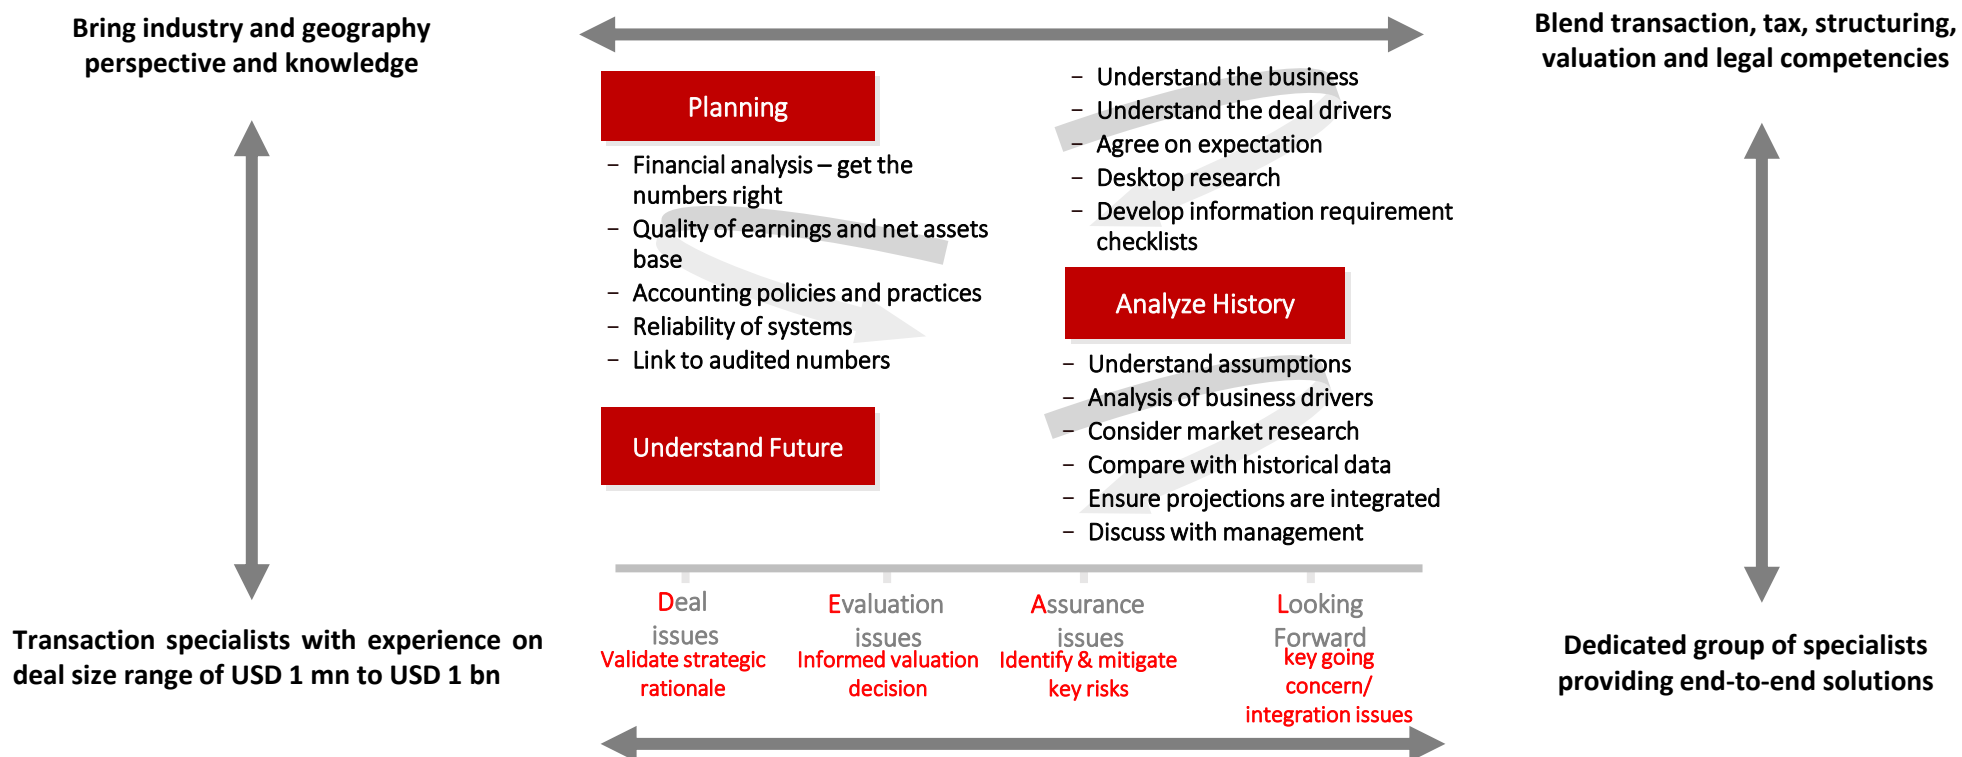 Bring industry and geography
perspective and knowledge
Blend transaction, tax, structuring,
valuation and legal competencies
Planning
– Understand the business
– Understand the deal drivers
– Agree on expectation
– Desktop research
– Develop information requirement
checklists
– Financial analysis – get the
numbers right
– Quality of earnings and net assets
base
– Accounting policies and practices
– Reliability of systems
– Link to audited numbers
Analyze History
Understand Future
– Understand assumptions
– Analysis of business drivers
– Consider market research
– Compare with historical data
– Ensure projections are integrated
– Discuss with management
Deal
issues
Validate strategic
rationale
Evaluation
issues
Informed valuation
decision
Assurance
issues
Identify & mitigate
key risks
Looking
Forward
key going
concern/
integration issues
Transaction specialists with experience on
deal size range of USD 1 mn to USD 1 bn
Dedicated group of specialists
providing end-to-end solutions